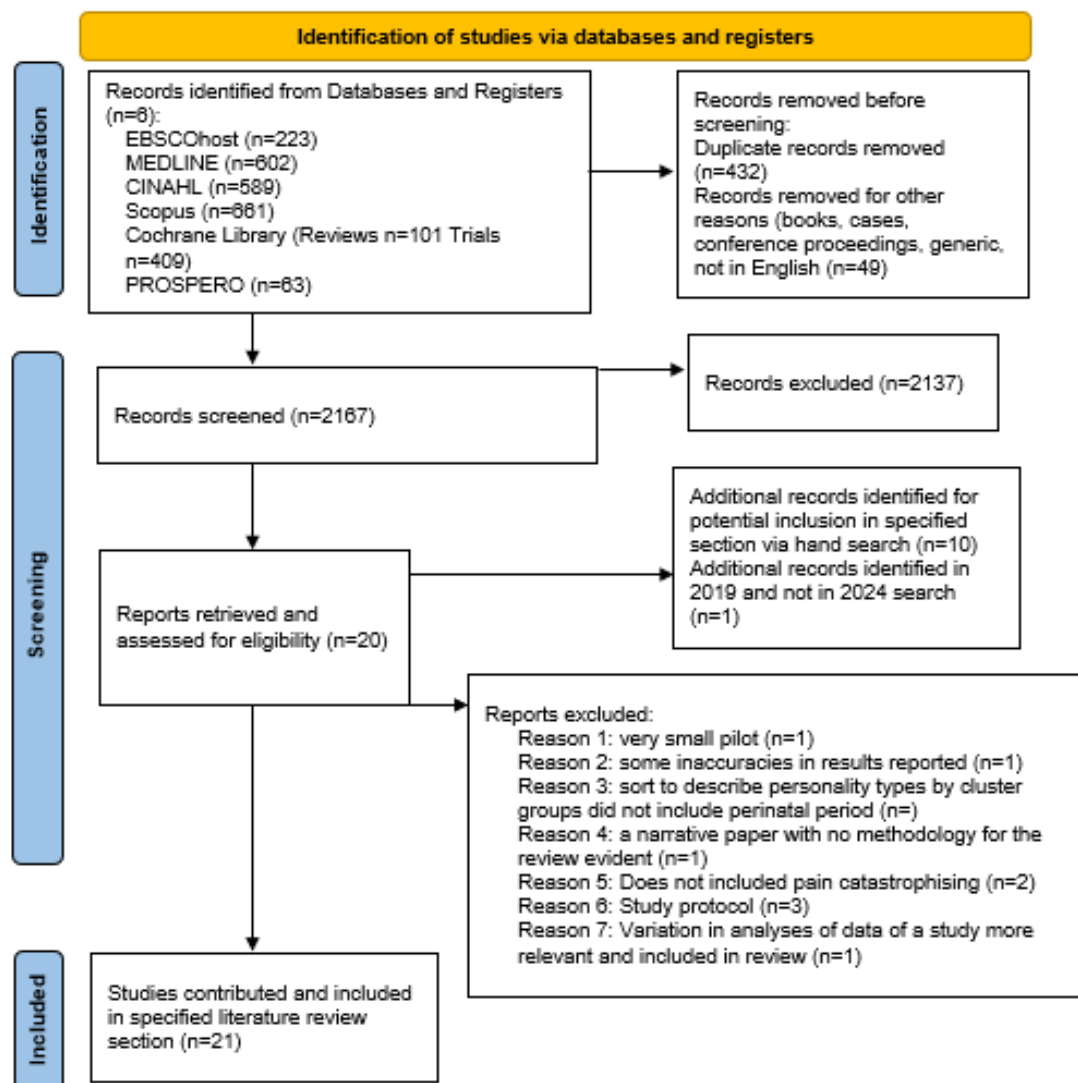 Identification of studies via databases and registers
Identification
Records identified from Databases and Registers
(n=6):
EBSCOhost (n=223)
MEDLINE (n=602)
CINAHL (n=589)
Scopus (n=661)
Cochrane Library (Reviews n=101 Trials
n=409)
PROSPERO (n=63)
Records removed before
screening:
Duplicate records removed
(n=432)
Records removed for other
reasons (books, cases,
conference proceedings, generic,
not in English (n=49)
Screening
Records screened (n=2167)
Records excluded (n=2137)
Reports retrieved and
assessed for eligibility (n=20)
Additional records identified for
potential inclusion in specified
section via hand search (n=10)
Additional records identified in
2019 and not in 2024 search
(n=1)
Reports excluded:
Reason 1: very small pilot (n=1)
Reason 2: some inaccuracies in results reported (n=1)
Reason 3: sort to describe personality types by cluster
groups did not include perinatal period (n=)
Reason 4: a narrative paper with no methodology for the
review evident (n=1)
Reason 5: Does not included pain catastrophising (n=2)
Reason 6: Study protocol (n=3)
Reason 7: Variation in analyses of data of a study more
relevant and included in review (n=1)
Included
Studies contributed and included
in specified literature review
section (n=21)